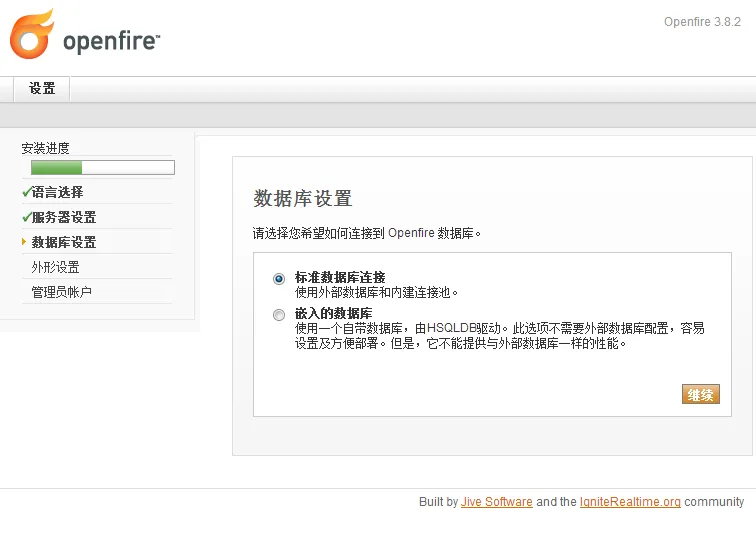 openfire™
Openfire 3.8.2
设置
安装进度
语言选择
服务器设置
数据库设置
外形设置
管理员帐户
数据库设置
请选择您希望如何连接到 Openfire 数据库。
标准数据库连接
使用外部数据库和内建连接池。
嵌入的数据库
使用一个自带数据库，由HSQLDB驱动。此选项不需要外部数据库配置，容易
设置及方便部署。但是，它不能提供与外部数据库一样的性能。
继续
Built by Jive Software and the IgniteRealtime.org community